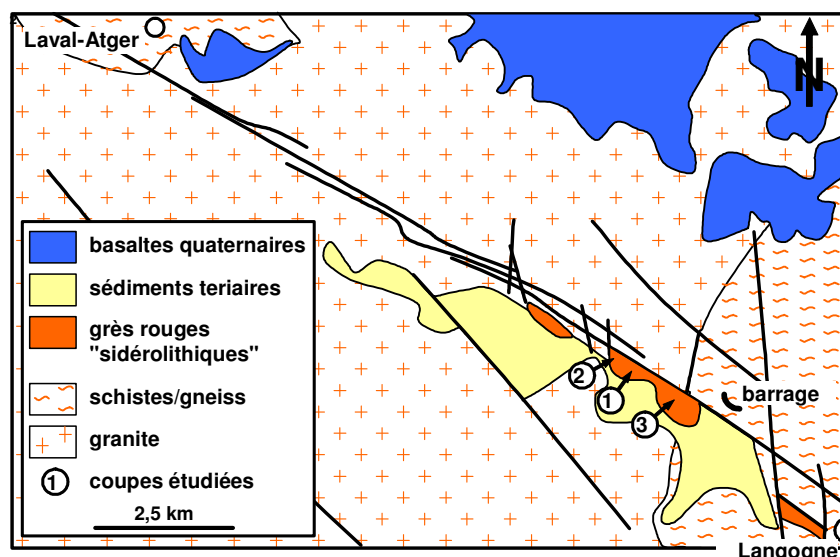 Laval-Atger
N
basaltes quaternaires
sédiments teriaires
grès rouges
"sidérolithiques"
schistes/gneiss
granite
1 coupes étudiées
2,5 km
2
1
3
barrage
Langogne